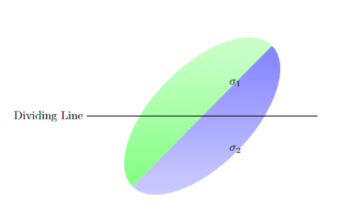 σ₁
Dividing Line
σ₂